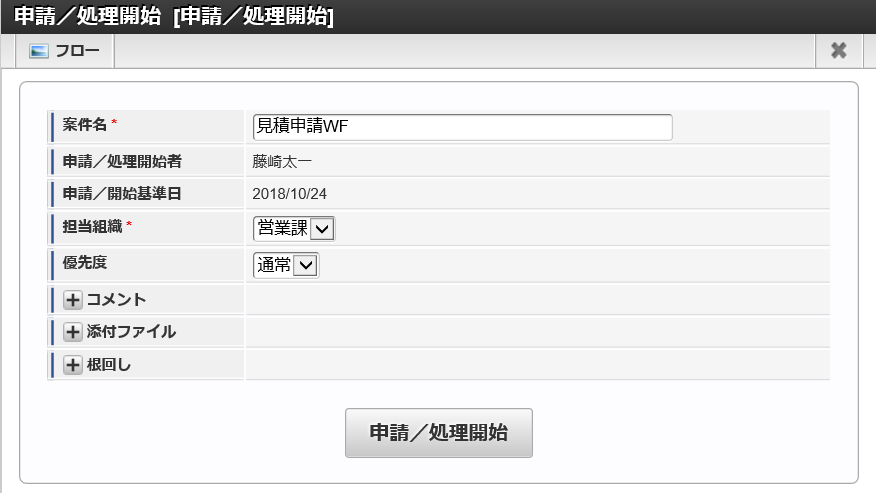 申請／処理開始 [申請／処理開始]
フロー
案件名 * 見積申請WF
申請／処理開始者 藤崎太一
申請／開始基準日 2018/10/24
担当組織 * 営業課
優先度 通常
コメント
添付ファイル
根回し
申請／処理開始